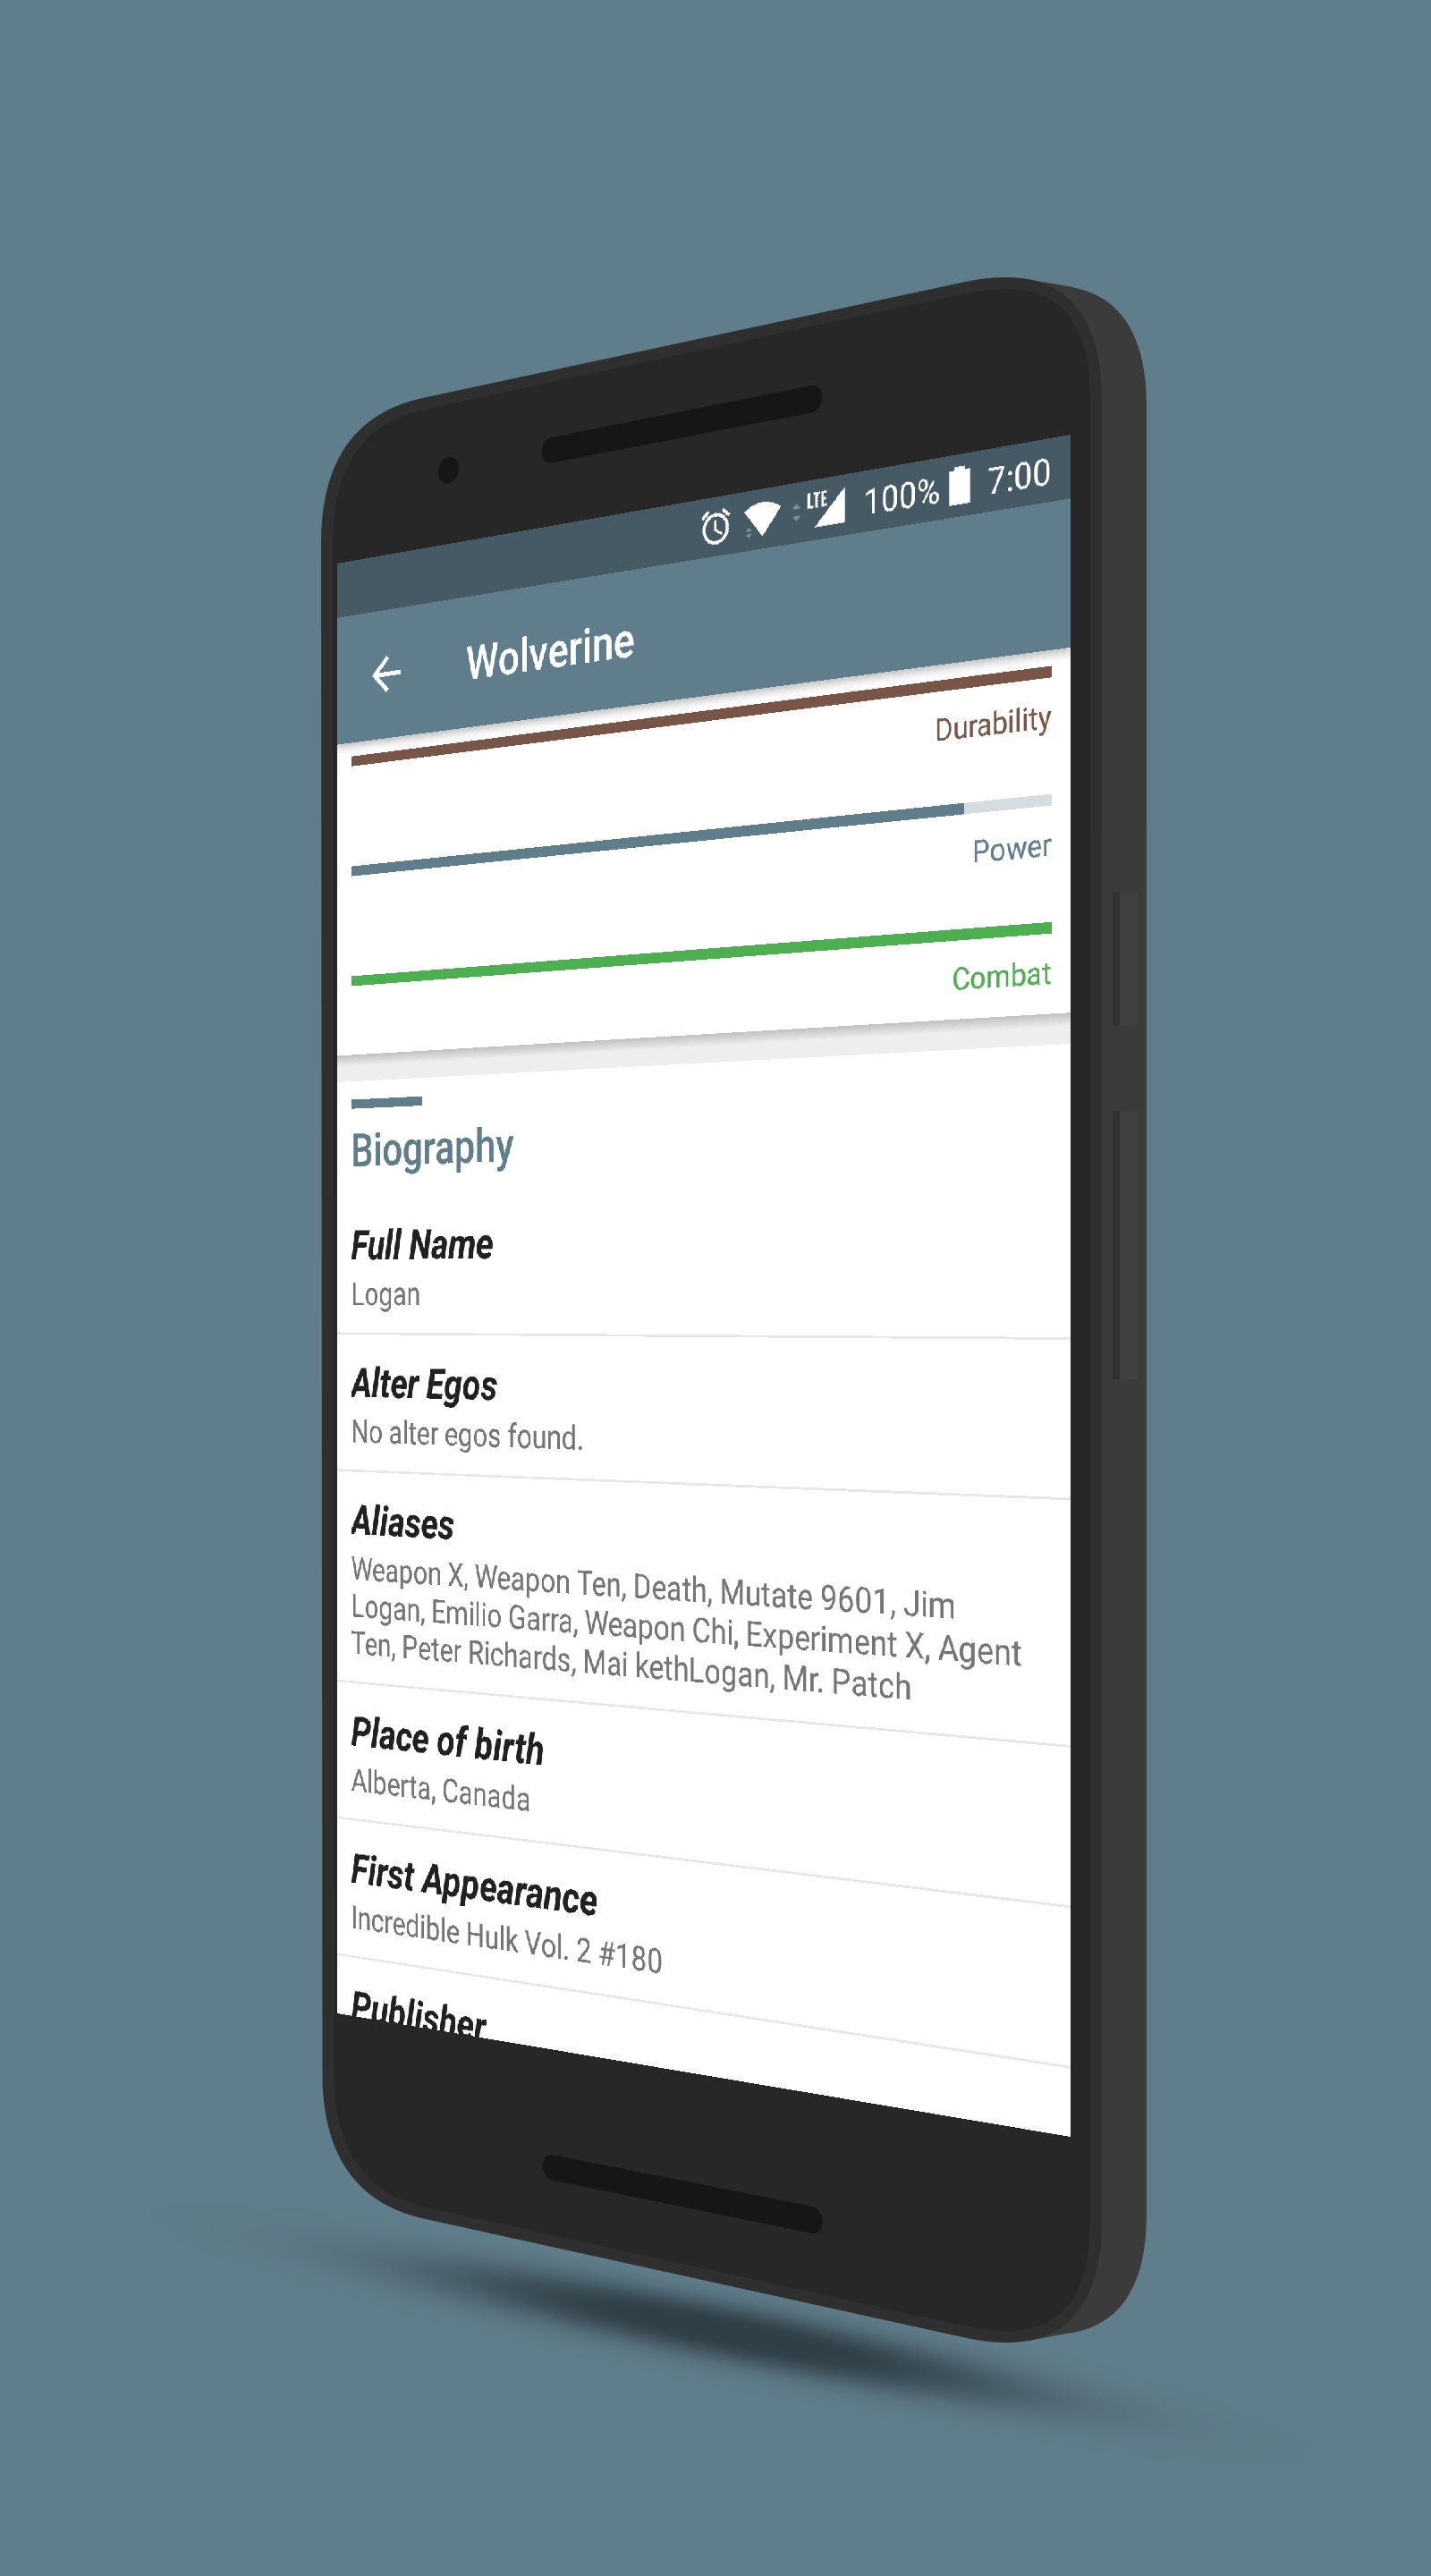 LTE 100% 7:00
Wolverine
Durability
Power
Combat
Biography
Full Name
Logan
Alter Egos
No alter egos found.
Aliases
Weapon X, Weapon Ten, Death, Mutate 9601, Jim
Logan, Emilio Garra, Weapon Chi, Experiment X, Agent
Ten, Peter Richards, Mai kethLogan, Mr. Patch
Place of birth
Alberta, Canada
First Appearance
Incredible Hulk Vol. 2 #180
Publisher